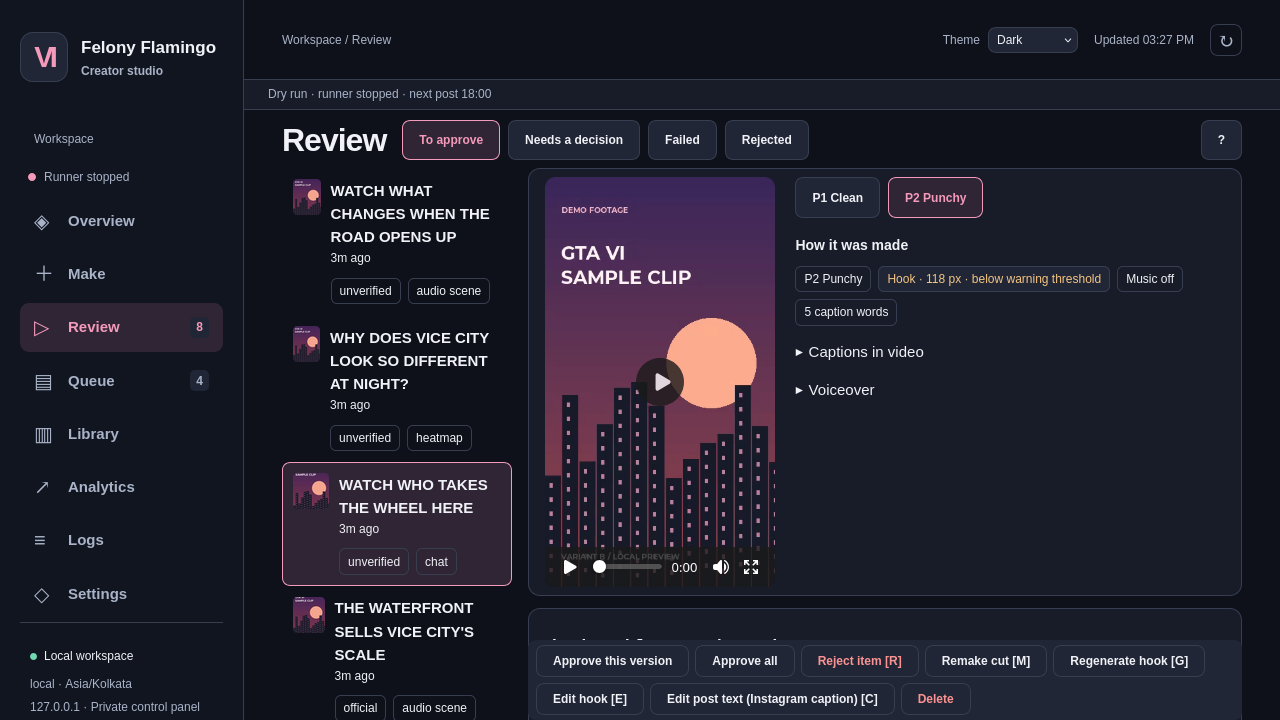 VI
Felony Flamingo
Creator studio
Workspace
Runner stopped
Overview
Make
Review 8
Queue 4
Library
Analytics
Logs
Settings
Local workspace
local · Asia/Kolkata
127.0.0.1 · Private control panel
Workspace / Review
Theme Dark Updated 03:27 PM
Dry run · runner stopped · next post 18:00
Review To approve Needs a decision Failed Rejected ?
WATCH WHAT
CHANGES WHEN THE
ROAD OPENS UP
3m ago
unverified audio scene
WHY DOES VICE CITY
LOOK SO DIFFERENT
AT NIGHT?
3m ago
unverified heatmap
WATCH WHO TAKES
THE WHEEL HERE
3m ago
unverified chat
THE WATERFRONT
SELLS VICE CITY'S
SCALE
3m ago
official audio scene
DEMO FOOTAGE
GTA VI
SAMPLE CLIP
VARIANT B / LOCAL PREVIEW
0:00
P1 Clean P2 Punchy
How it was made
P2 Punchy Hook · 118 px · below warning threshold Music off
5 caption words
Captions in video
Voiceover
Approve this version Approve all Reject item [R] Remake cut [M] Regenerate hook [G]
Edit hook [E] Edit post text (Instagram caption) [C] Delete